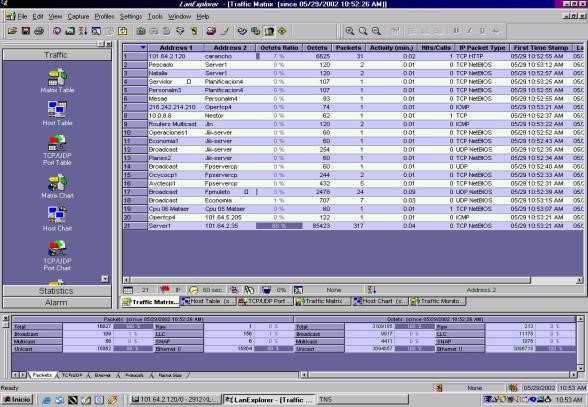 LanExplorer - [Traffic Matrix (since 05/29/2002 10:52:26 AM)]
File Edit View Capture Profiles Settings Tools Window Help
Traffic
Matrix Table
Host Table
TCP/UDP
Port Table
Matrix Chart
Host Chart
TCP/UDP
Port Chart
Statistics
Alarm
Address 1 Address 2 Octets Ratio Octets Packets Activity (min.) Hits/Calls IP Packet Type First Time Stamp
1 101.64.2.120 carancho 7 % 6625 31 0.02 1 TCP HTTP 05/29 10:52:55 AM
2 Pescado Server1 0 % 120 2 0.01 0 TCP NetBIOS 05/29 10:53:12 AM
3 Natalia Server1 0 % 120 2 0.01 0 TCP NetBIOS 05/29 10:52:57 AM
4 Servidor Planificacion4 0 % 107 1 0.01 0 TCP NetBIOS 05/29 10:53:25 AM
5 Personalm3 Planificacion4 0 % 107 1 0.01 0 TCP NetBIOS 05/29 10:52:55 AM
6 Mesae Personalm4 0 % 93 1 0.01 0 TCP NetBIOS 05/29 10:52:55 AM
7 216.242.214.210 Opertcp4 0 % 74 1 0.01 0 ICMP 05/29 10:53:21 AM
8 10.0.8.8 Nestor 0 % 62 1 0.01 1 TCP 05/29 10:52:37 AM
9 Routers Multicast Jln 0 % 120 2 0.01 0 ICMP 05/29 10:53:22 AM
10 Operaciones1 Jiii-server 0 % 60 1 0.01 0 TCP NetBIOS 05/29 10:52:52 AM
11 Economia1 Jiii-server 0 % 60 1 0.01 0 TCP NetBIOS 05/29 10:52:43 AM
12 Broadcast Jiii-server 0 % 254 1 0.01 0 UDP NetBIOS 05/29 10:52:35 AM
13 Planes2 Jiii-server 0 % 60 1 0.01 0 TCP NetBIOS 05/29 10:53:34 AM
14 Broadcast Fpservercp 0 % 60 1 0.01 0 UDP 05/29 10:52:40 AM
15 Ocycocp1 Fpservercp 0 % 244 2 0.01 0 TCP NetBIOS 05/29 10:52:33 AM
16 Ayctecp1 Fpservercp 0 % 432 5 0.01 0 TCP NetBIOS 05/29 10:52:31 AM
17 Broadcast Fpmuleto 3 % 2476 24 0.09 0 UDP NetBIOS 05/29 10:52:39 AM
18 Broadcast Economia 1 % 707 7 0.03 0 UDP NetBIOS 05/29 10:53:15 AM
19 Cpu 06 Mataer Cpu 05 Mataer 0 % 60 1 0.01 1 TCP NetBIOS 05/29 10:53:07 AM
20 Opertcp4 101.64.5.205 0 % 122 1 0.01 0 ICMP 05/29 10:53:21 AM
21 Server1 101.64.2.35 88 % 85423 317 0.04 0 TCP NetBIOS 05/29 10:53:21 AM
21 IP 60 sec. 0% None Address 2
Traffic Matrix... Host Table (s... TCP/UDP Port ... Traffic Matrix ... Host Chart (s... Traffic Monito...
Packets (since 05/29/2002 10:52:26 AM) Octets (since 05/29/2002 10:52:26 AM)
Total 16027 100 % Raw 1 0 % Total 3109185 100 % Raw 213 0 %
Broadcast 109 1 % LLC 156 1 % Broadcast 9917 0 % LLC 11178 0 %
Multicast 56 0 % SNAP 6 0 % Multicast 4411 0 % SNAP 1076 0 %
Unicast 15862 99 % Ethernet II 15864 99 % Unicast 3094857 100 % Ethernet II 3096718 100 %
Packets TCP/UDP Ethernet Protocols Packet Size
Ready None 05/29/2002 10:53 AM
Inicio 101.64.2.120/0 - 2912-XL-... LanExplorer - [Traffic ... TNS 10:53 AM